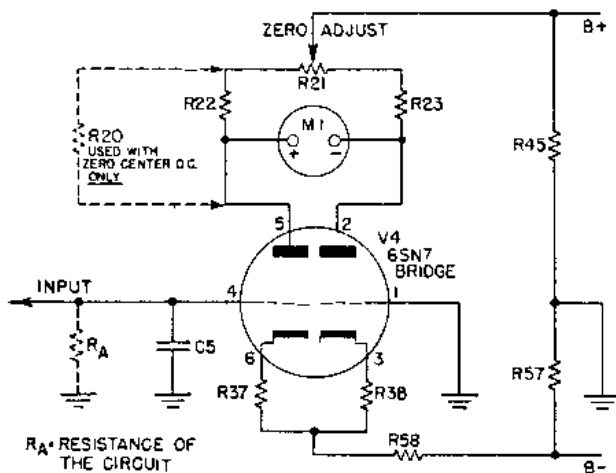 B+
ZERO ADJUST
R21
R22
R23
M1
+ −
R20
USED WITH
ZERO CENTER D.C.
ONLY
R45
5
2
V4
6SN7
BRIDGE
INPUT
4
1
RA
C5
6
3
R37
R38
R57
R58
RA=RESISTANCE OF
THE CIRCUIT
B-